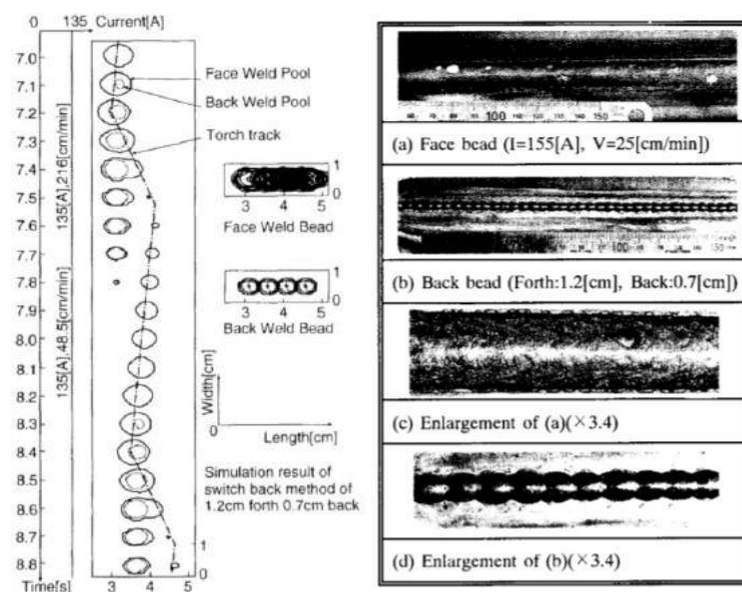 0 135 Current[A]
7.0
7.1
7.2
7.3
7.4
7.5
7.6
7.7
7.8
7.9
8.0
8.1
8.2
8.3
8.4
8.5
8.6
8.7
8.8
Time[s]
135[A],216[cm/min]
135[A],48.5[cm/min]
3 4 5
1
0
Face Weld Pool
Back Weld Pool
Torch track
1
0
3 4 5
Face Weld Bead
1
0
3 4 5
Back Weld Bead
Width[cm]
0
Length[cm]
Simulation result of
switch back method of
1.2cm forth 0.7cm back
100 150
(a) Face bead (I=155[A], V=25[cm/min])
100 150
(b) Back bead (Forth:1.2[cm], Back:0.7[cm])
(c) Enlargement of (a)(×3.4)
(d) Enlargement of (b)(×3.4)